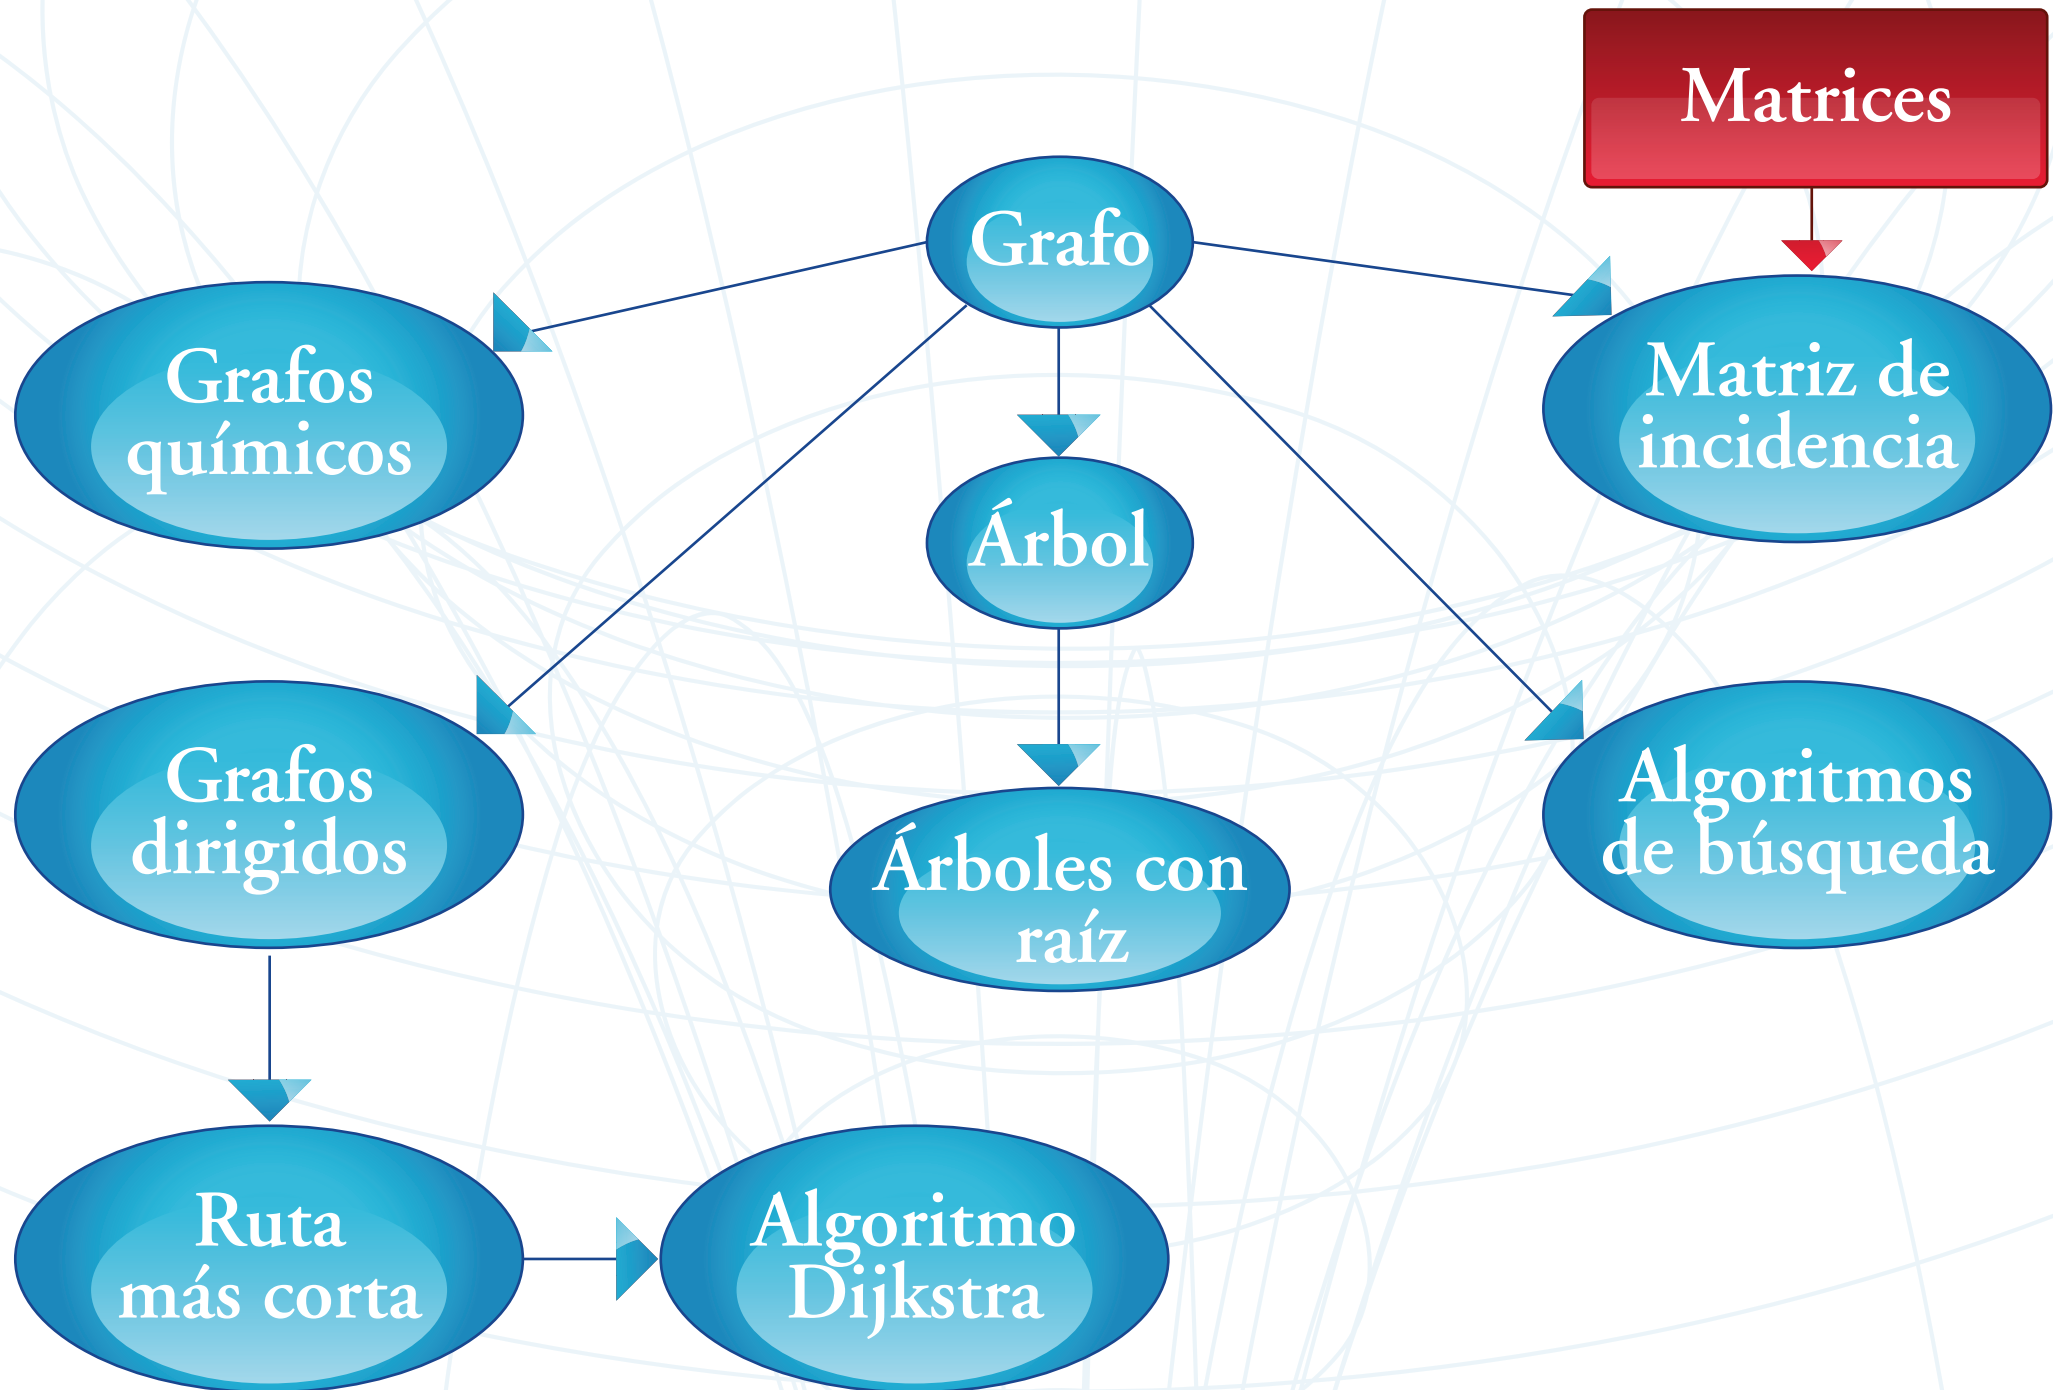 Matrices
Grafo
Grafos
químicos
Matriz de
incidencia
Árbol
Grafos
dirigidos
Árboles con
raíz
Algoritmos
de búsqueda
Ruta
más corta
Algoritmo
Dijkstra